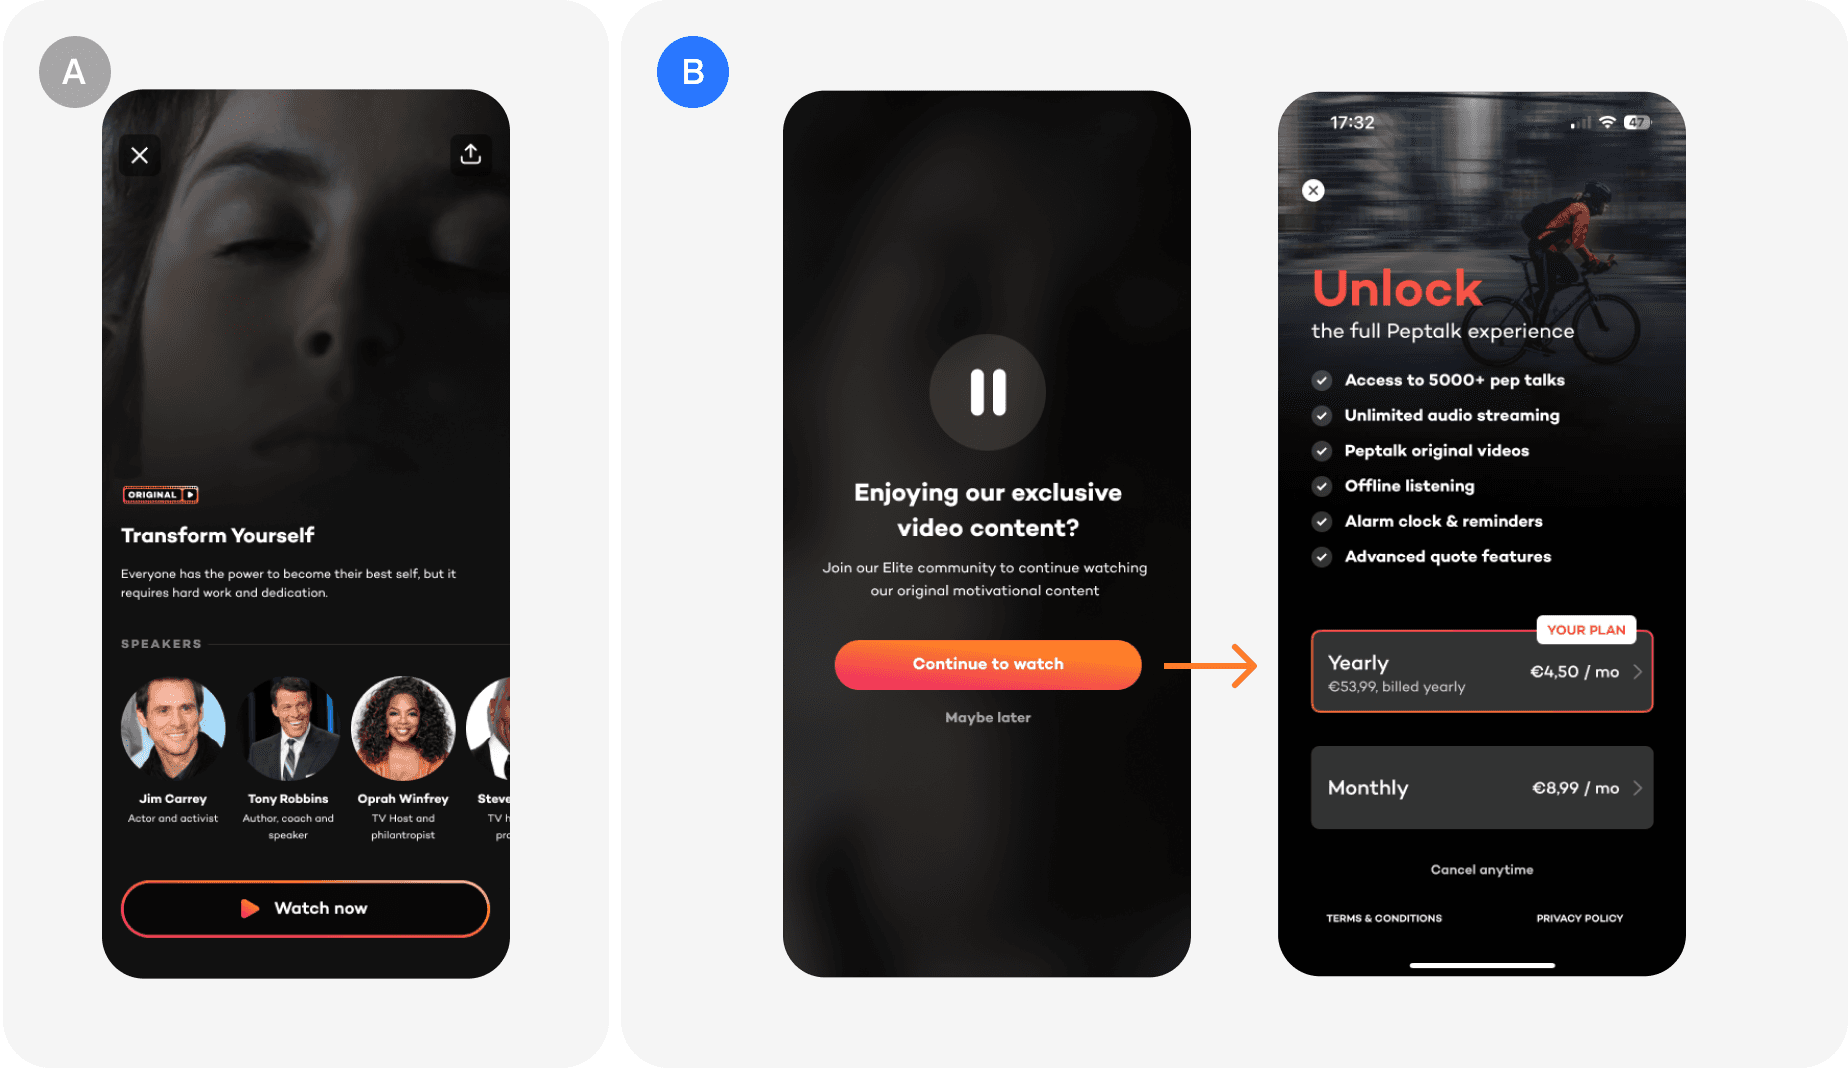 A
ORIGINAL
Transform Yourself
Everyone has the power to become their best self, but it
requires hard work and dedication.
SPEAKERS
Jim Carrey
Actor and activist
Tony Robbins
Author, coach and
speaker
Oprah Winfrey
TV Host and
philantropist
Steve
TV h
pro
Watch now
B
Enjoying our exclusive
video content?
Join our Elite community to continue watching
our original motivational content
Continue to watch
Maybe later
17:32
47
Unlock
the full Peptalk experience
Access to 5000+ pep talks
Unlimited audio streaming
Peptalk original videos
Offline listening
Alarm clock & reminders
Advanced quote features
YOUR PLAN
Yearly
€53,99, billed yearly
€4,50 / mo
Monthly
€8,99 / mo
Cancel anytime
TERMS & CONDITIONS
PRIVACY POLICY